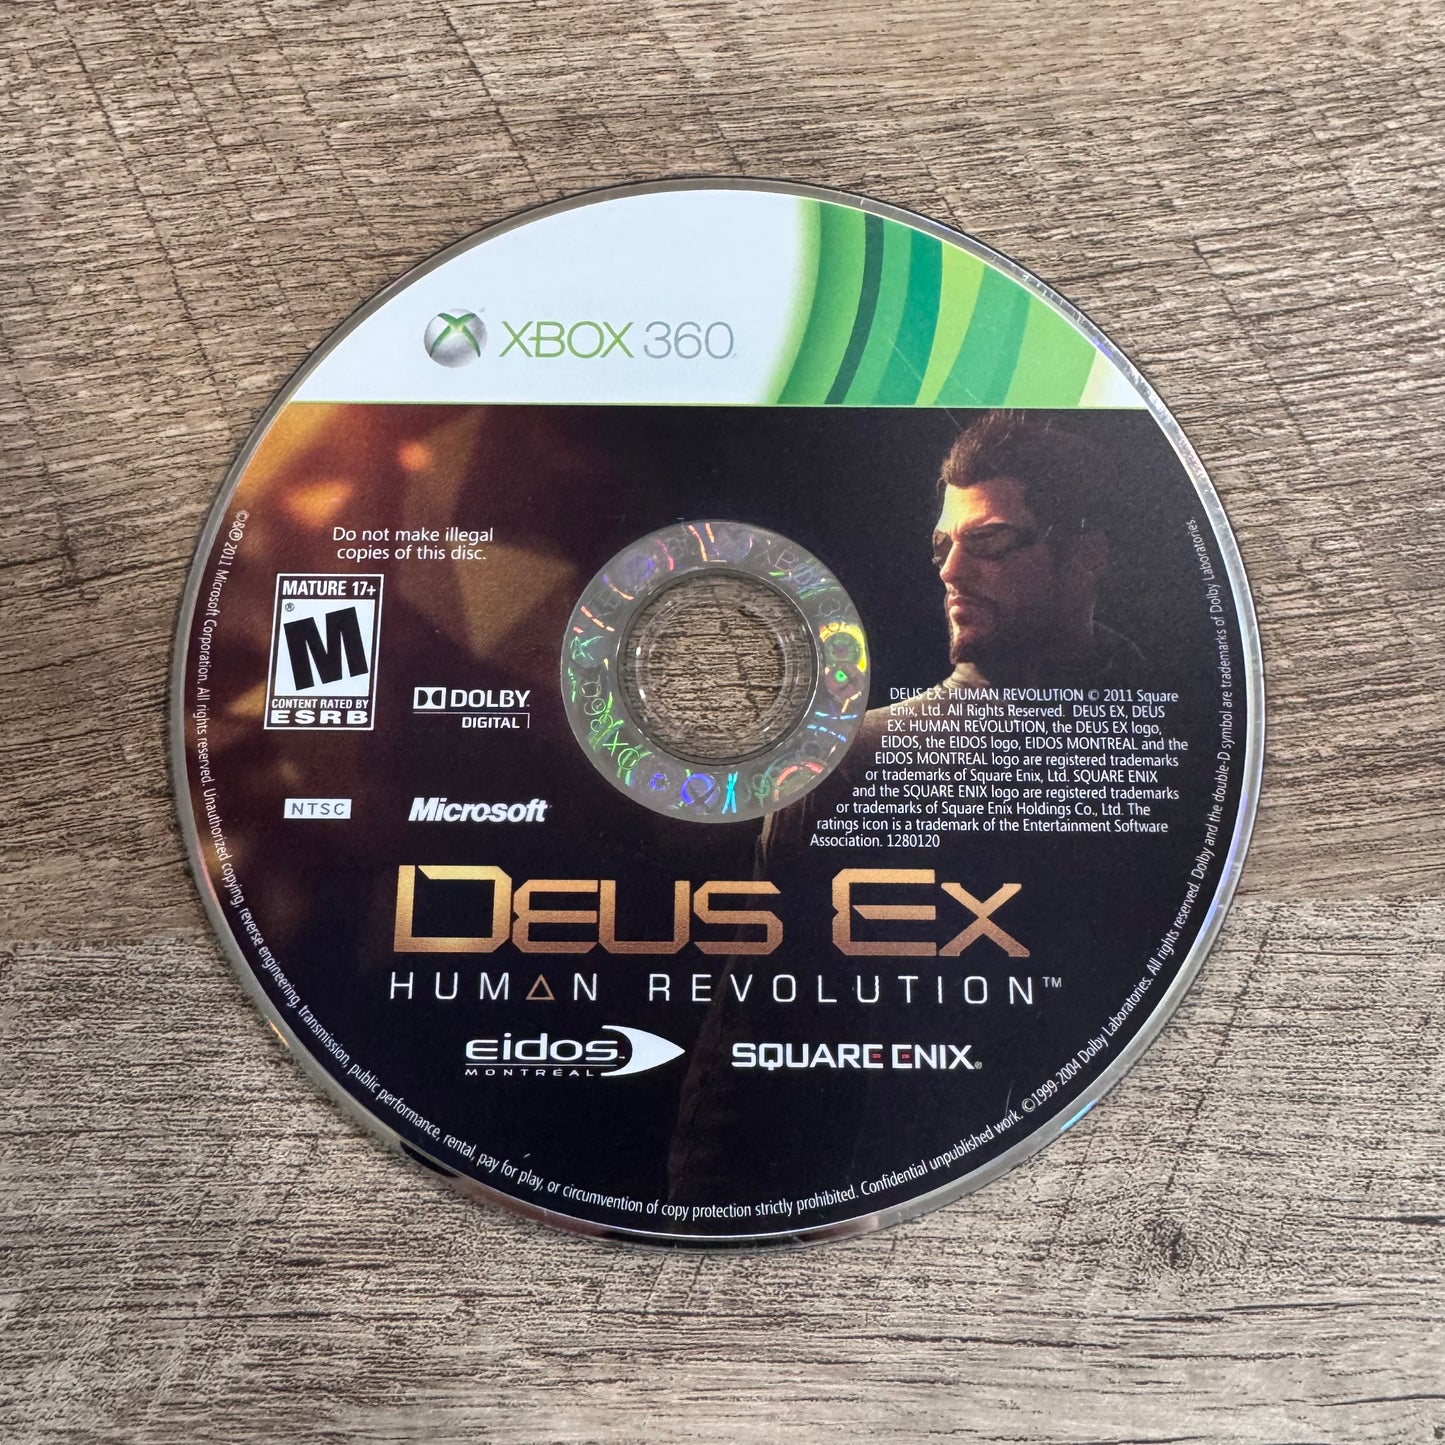 XBOX 360
Do not make illegal
copies of this disc.
MATURE 17+
M®
CONTENT RATED BY
ESRB
DOLBY
DIGITAL
NTSC
Microsoft®
DEUS EX: HUMAN REVOLUTION © 2011 Square
Enix, Ltd. All Rights Reserved. DEUS EX, DEUS
EX: HUMAN REVOLUTION, the DEUS EX logo,
EIDOS, the EIDOS logo, EIDOS MONTREAL and the
EIDOS MONTREAL logo are registered trademarks
or trademarks of Square Enix, Ltd. SQUARE ENIX
and the SQUARE ENIX logo are registered trademarks
or trademarks of Square Enix Holdings Co., Ltd. The
ratings icon is a trademark of the Entertainment Software
Association. 1280120
DEUS EX
HUMAN REVOLUTION™
eidos™
MONTRÉAL
SQUARE ENIX®
©&℗ 2011 Microsoft Corporation. All rights reserved. Unauthorized copying, reverse engineering, transmission, public performance, rental, pay for play, or circumvention of copy protection strictly prohibited. Confidential unpublished work. ©1999-2004 Dolby Laboratories. All rights reserved. Dolby and the double-D symbol are trademarks of Dolby Laboratories.